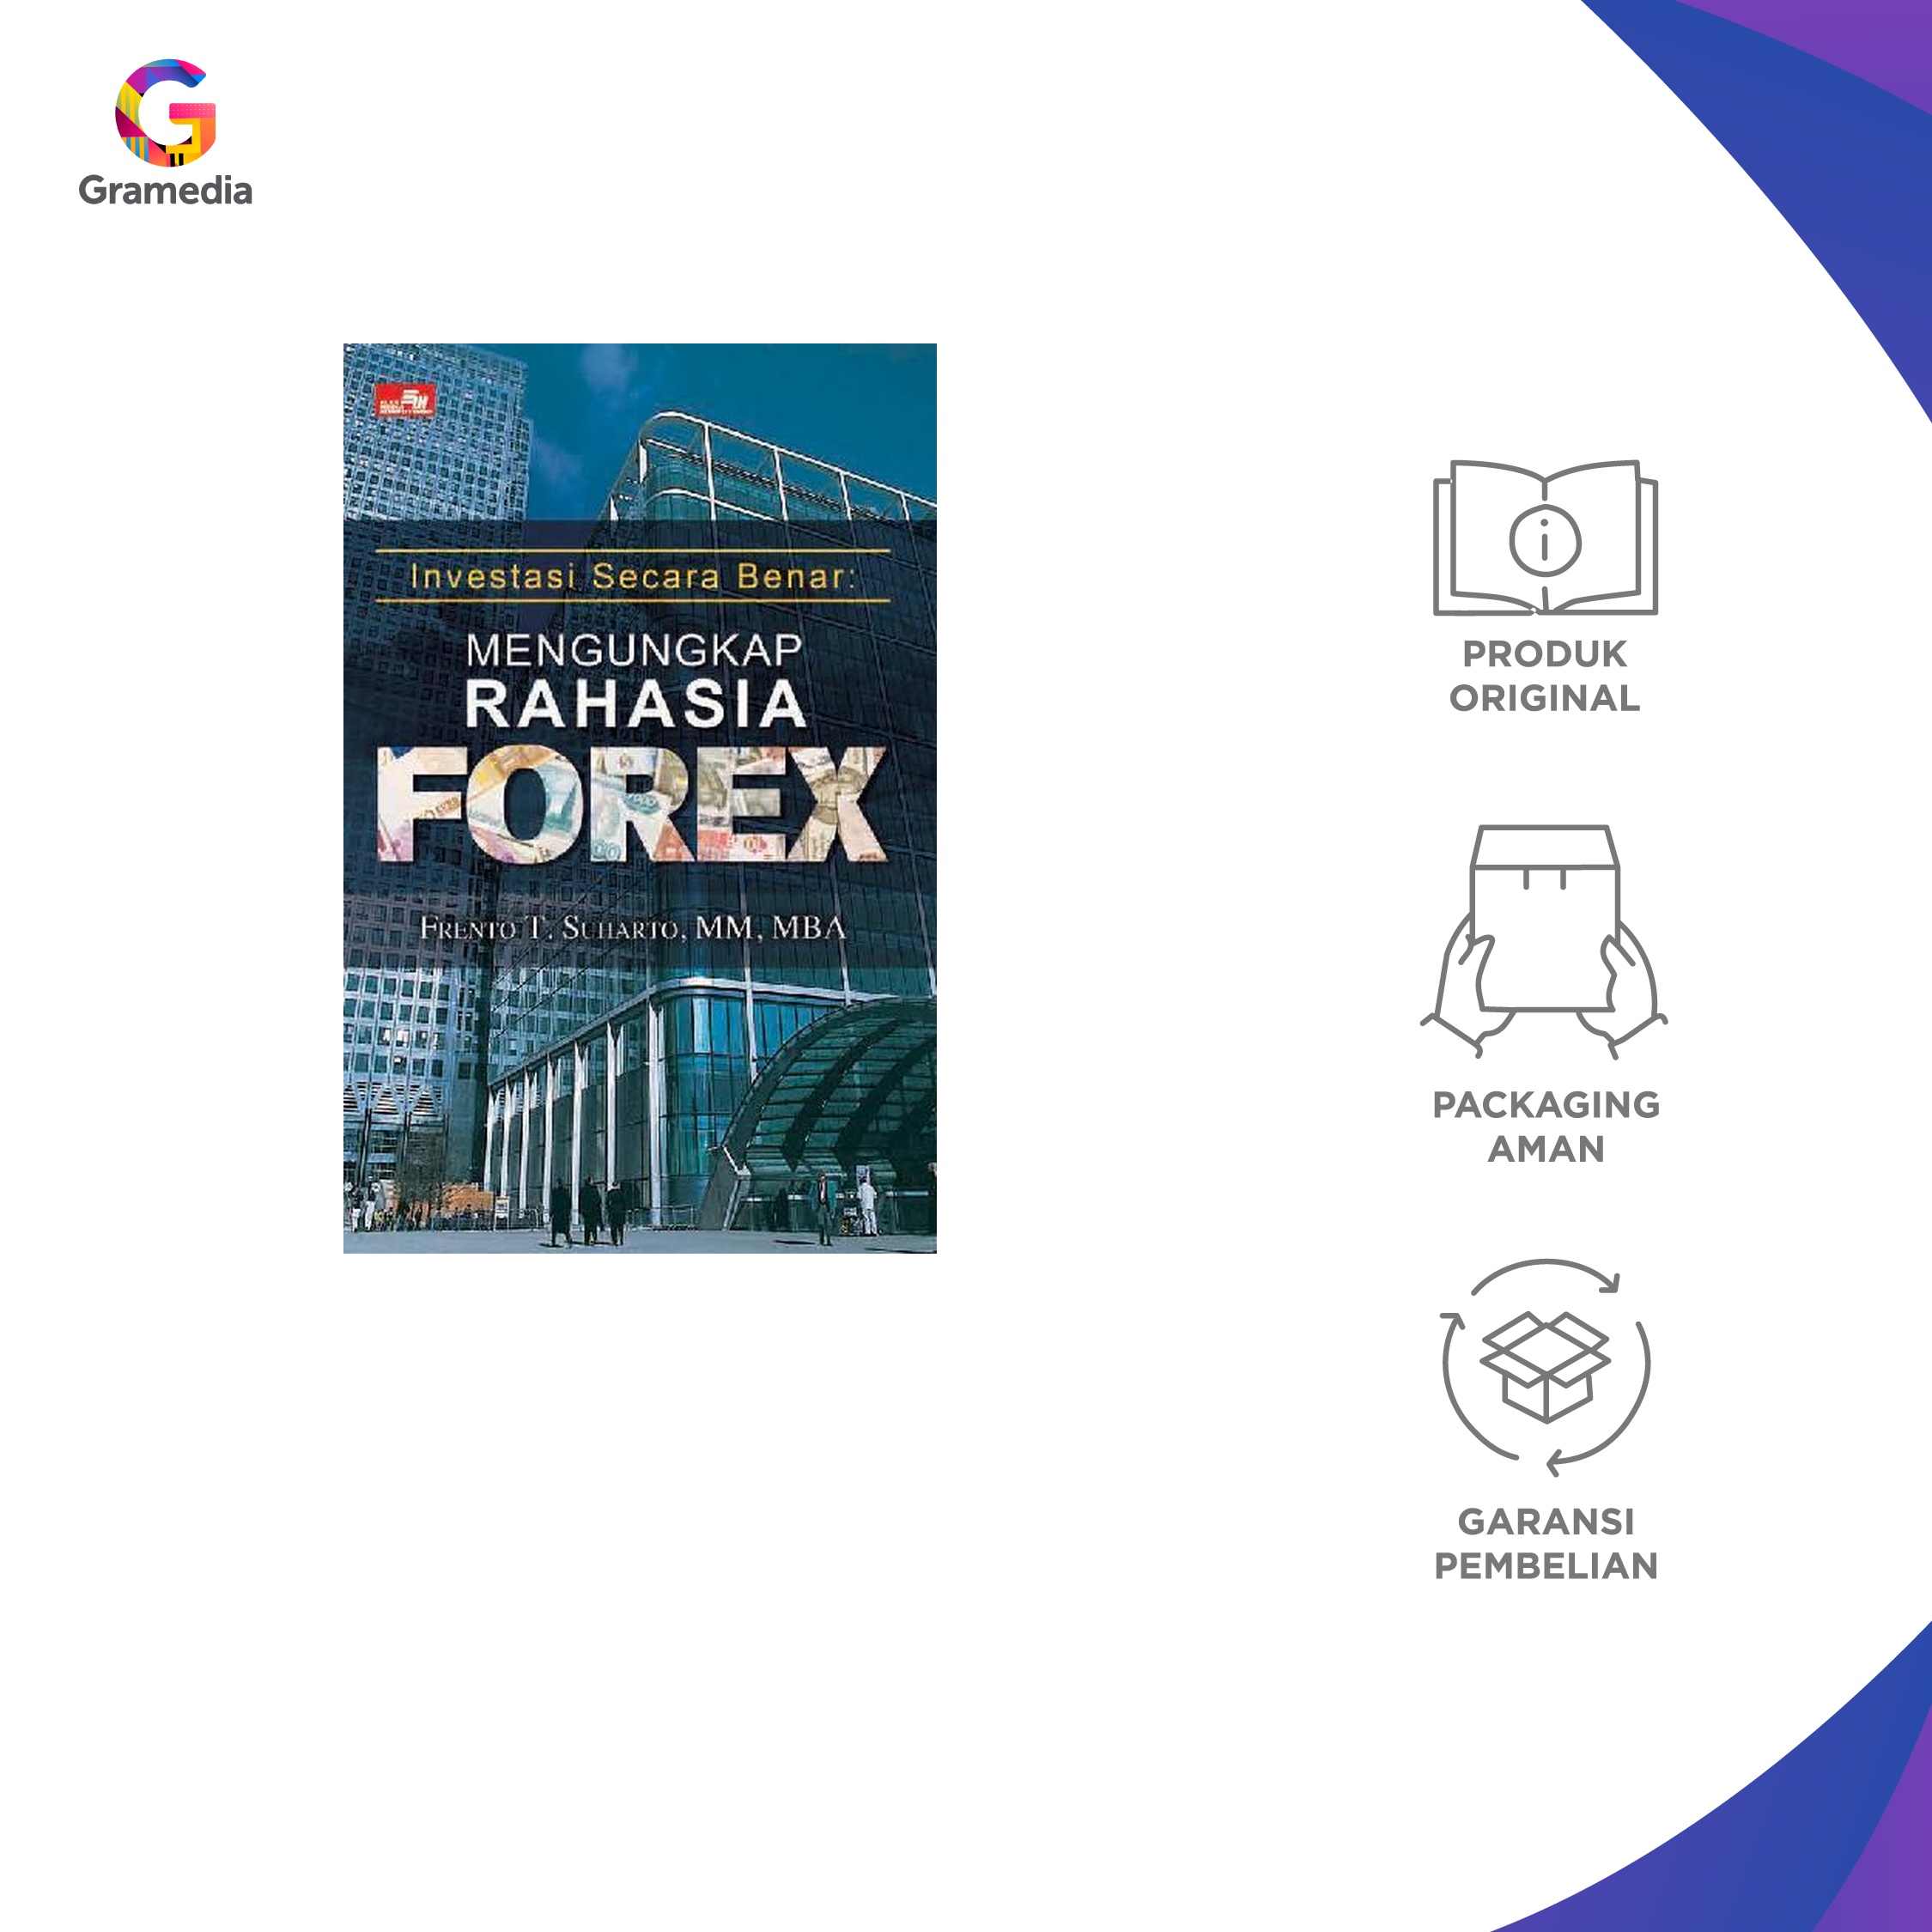 Gramedia
Investasi Secara Benar:
MENGUNGKAP
RAHASIA
FOREX
FRENTO T. SUHARTO, MM, MBA
PRODUK
ORIGINAL
PACKAGING
AMAN
GARANSI
PEMBELIAN